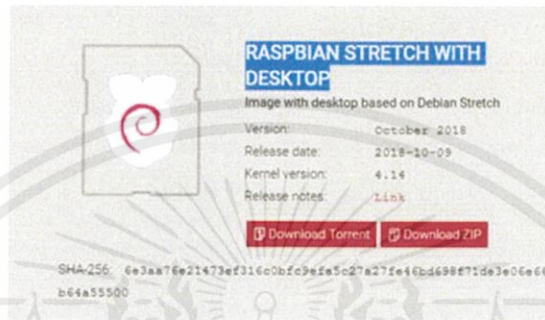 RASPBIAN STRETCH WITH
DESKTOP
Image with desktop based on Debian Stretch
Version: October 2018
Release date: 2018-10-09
Kernel version: 4.14
Release notes: Link
Download Torrent Download ZIP
SHA-256: 6e3aa76e21473ef316c0bfc9efa5c27a27fe46bd698f71de3e06e66
b64a55500